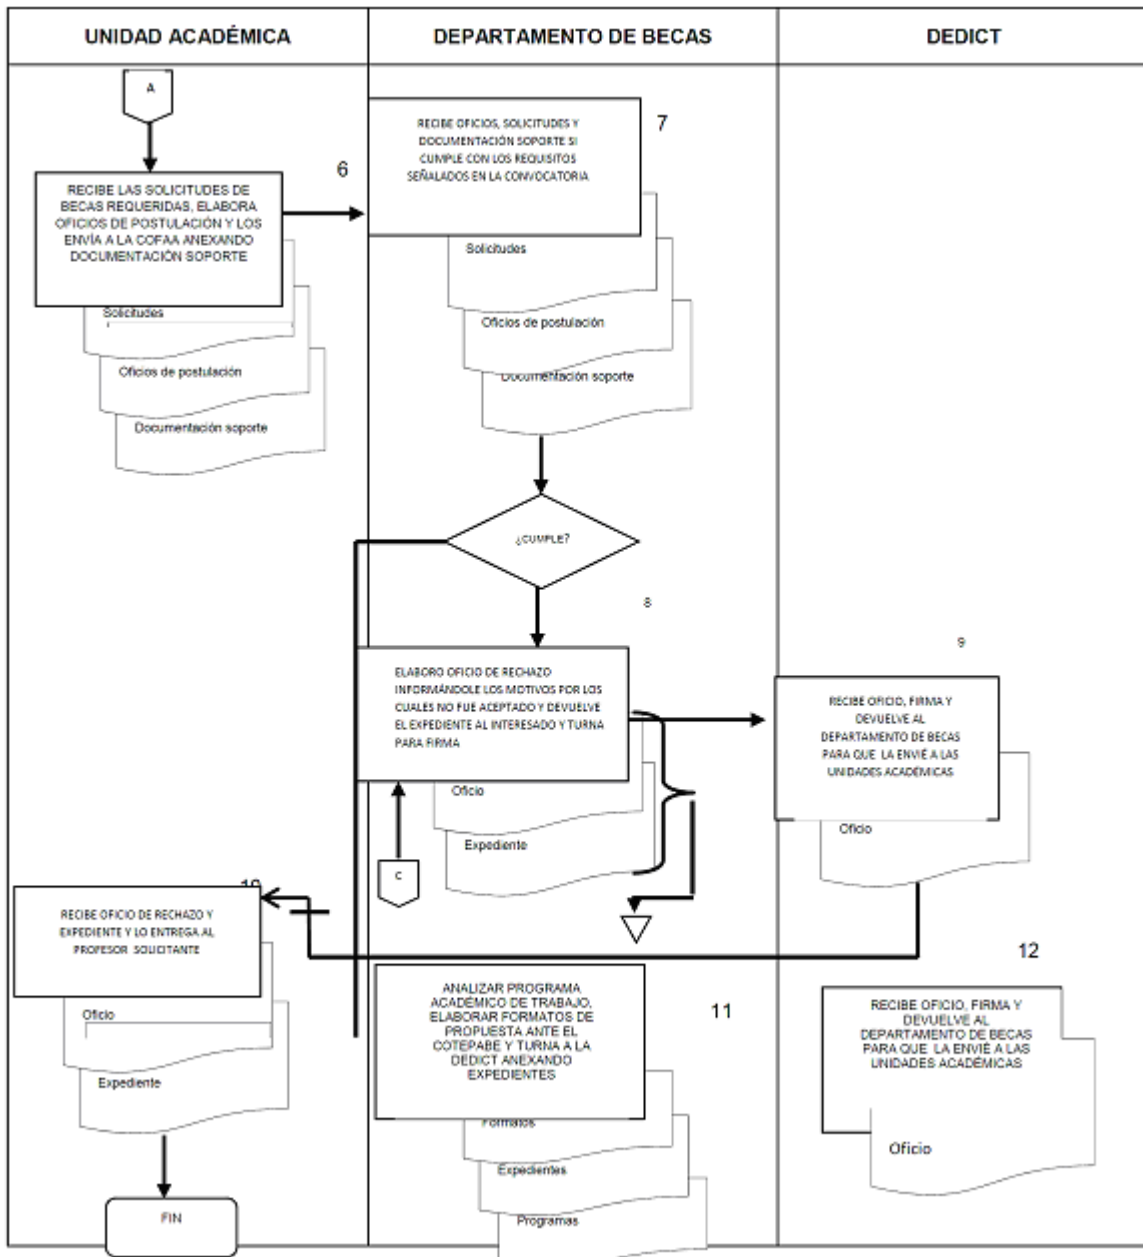 UNIDAD ACADÉMICA
DEPARTAMENTO DE BECAS
DEDICT
A
6
RECIBE LAS SOLICITUDES DE
BECAS REQUERIDAS, ELABORA
OFICIOS DE POSTULACIÓN Y LOS
ENVÍA A LA COFAA ANEXANDO
DOCUMENTACIÓN SOPORTE
Solicitudes
Oficios de postulación
Documentación soporte
7
RECIBE OFICIOS, SOLICITUDES Y
DOCUMENTACIÓN SOPORTE SI
CUMPLE CON LOS REQUISITOS
SEÑALADOS EN LA CONVOCATORIA
Solicitudes
Oficios de postulación
Documentación soporte
¿CUMPLE?
8
ELABORO OFICIO DE RECHAZO
INFORMÁNDOLE LOS MOTIVOS POR LOS
CUALES NO FUE ACEPTADO Y DEVUELVE
EL EXPEDIENTE AL INTERESADO Y TURNA
PARA FIRMA
Oficio
Expediente
C
9
RECIBE OFICIO, FIRMA Y
DEVUELVE AL
DEPARTAMENTO DE BECAS
PARA QUE LA ENVIÉ A LAS
UNIDADES ACADÉMICAS
Oficio
10
RECIBE OFICIO DE RECHAZO Y
EXPEDIENTE Y LO ENTREGA AL
PROFESOR SOLICITANTE
Oficio
Expediente
FIN
11
ANALIZAR PROGRAMA
ACADÉMICO DE TRABAJO,
ELABORAR FORMATOS DE
PROPUESTA ANTE EL
COTEPABE Y TURNA A LA
DEDICT ANEXANDO
EXPEDIENTES
Formatos
Expedientes
Programas
12
RECIBE OFICIO, FIRMA Y
DEVUELVE AL
DEPARTAMENTO DE BECAS
PARA QUE LA ENVIÉ A LAS
UNIDADES ACADÉMICAS
Oficio